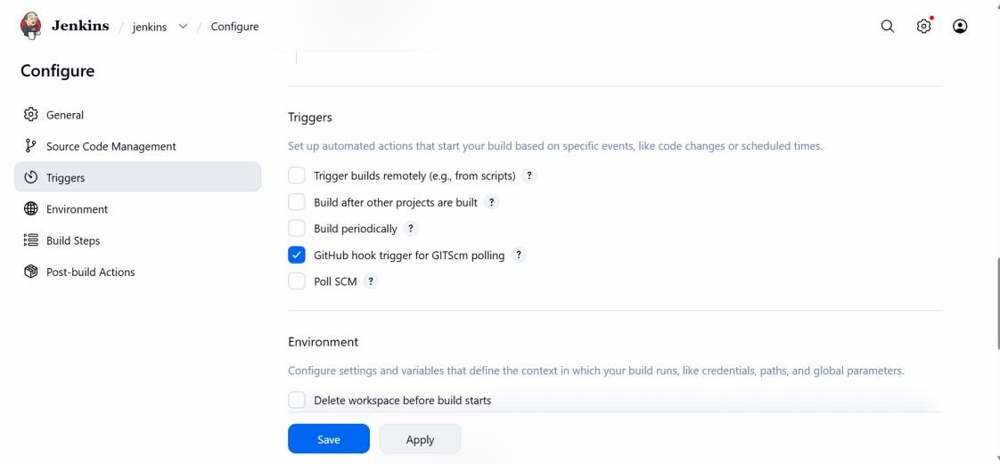 Jenkins / jenkins / Configure
Configure
General
Source Code Management
Triggers
Environment
Build Steps
Post-build Actions
Triggers
Set up automated actions that start your build based on specific events, like code changes or scheduled times.
Trigger builds remotely (e.g., from scripts) ?
Build after other projects are built ?
Build periodically ?
GitHub hook trigger for GITScm polling ?
Poll SCM ?
Environment
Configure settings and variables that define the context in which your build runs, like credentials, paths, and global parameters.
Delete workspace before build starts
Save Apply